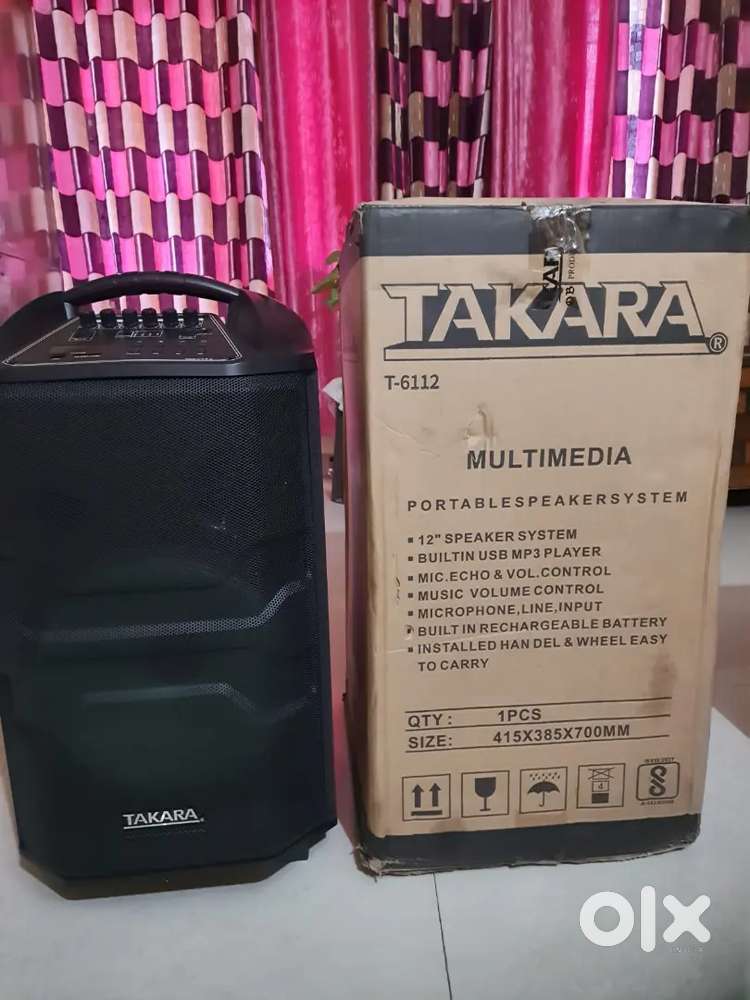 TAKARA®
T-6112
MULTIMEDIA
PORTABLESPEAKERSYSTEM
▪ 12" SPEAKER SYSTEM
▪ BUILTIN USB MP3 PLAYER
▪ MIC.ECHO & VOL.CONTROL
▪ MUSIC VOLUME CONTROL
▪ MICROPHONE,LINE,INPUT
▪ BUILT IN RECHARGEABLE BATTERY
▪ INSTALLED HAN DEL & WHEEL EASY
TO CARRY
QTY : 1PCS
SIZE: 415X385X700MM
4
TAKARA.
olx